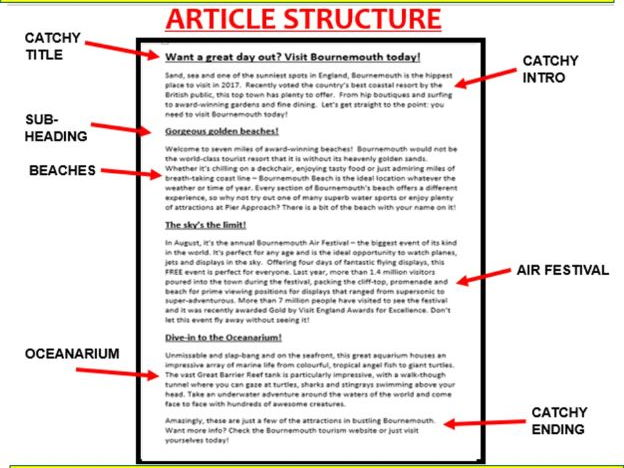 ARTICLE STRUCTURE
CATCHY
TITLE
Want a great day out? Visit Bournemouth today!
Sand, sea and one of the sunniest spots in England, Bournemouth is the hippest
place to visit in 2017.  Recently voted the country's best coastal resort by the
British public, this top town has plenty to offer.  From hip boutiques and surfing
to award-winning gardens and fine dining.  Let's get straight to the point: you
need to visit Bournemouth today!
CATCHY
INTRO
SUB-
HEADING
Gorgeous golden beaches!
BEACHES
Welcome to seven miles of award-winning beaches!  Bournemouth would not be
the world-class tourist resort that it is without its heavenly golden sands.
Whether it's chilling on a deckchair, enjoying tasty food or just admiring miles of
breath-taking coast line – Bournemouth Beach is the ideal location whatever the
weather or time of year. Every section of Bournemouth's beach offers a different
experience, so why not try out one of many superb water sports or enjoy plenty
of attractions at Pier Approach? There is a bit of the beach with your name on it!
The sky's the limit!
In August, it's the annual Bournemouth Air Festival – the biggest event of its kind
in the world. It's perfect for any age and is the ideal opportunity to watch planes,
jets and displays in the sky.  Offering four days of fantastic flying displays, this
FREE event is perfect for everyone. Last year, more than 1.4 million visitors
poured into the town during the festival, packing the cliff-top, promenade and
beach for prime viewing positions for displays that ranged from supersonic to
super-adventurous. More than 7 million people have visited to see the festival
and it was recently awarded Gold by Visit England Awards for Excellence. Don't
let this event fly away without seeing it!
AIR FESTIVAL
Dive-in to the Oceanarium!
OCEANARIUM
Unmissable and slap-bang and on the seafront, this great aquarium houses an
impressive array of marine life from colourful, tropical angel fish to giant turtles.
The vast Great Barrier Reef tank is particularly impressive, with a walk-though
tunnel where you can gaze at turtles, sharks and stingrays swimming above your
head. Take an underwater adventure around the waters of the world and come
face to face with hundreds of awesome creatures.
Amazingly, these are just a few of the attractions in bustling Bournemouth.
Want more info? Check the Bournemouth tourism website or just visit
yourselves today!
CATCHY
ENDING